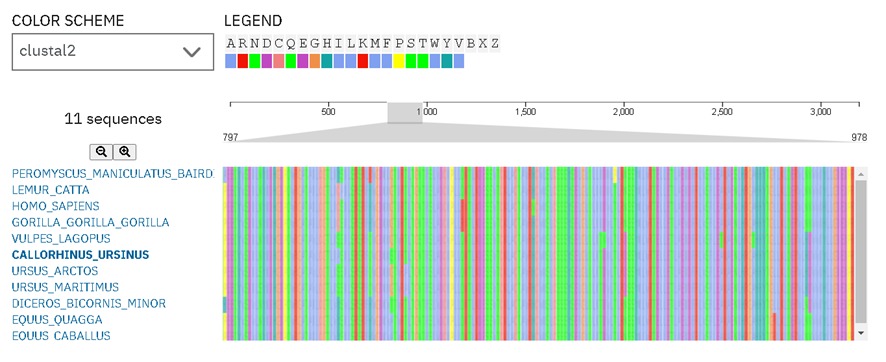 COLOR SCHEME
LEGEND
clustal2
ARNDCQEGHILKMFPSTWYVBXZ
500
1,000
1,500
2,000
2,500
3,000
11 sequences
797
978
PEROMYSCUS_MANICULATUS_BAIRD
LEMUR_CATTA
HOMO_SAPIENS
GORILLA_GORILLA_GORILLA
VULPES_LAGOPUS
CALLORHINUS_URSINUS
URSUS_ARCTOS
URSUS_MARITIMUS
DICEROS_BICORNIS_MINOR
EQUUS_QUAGGA
EQUUS_CABALLUS